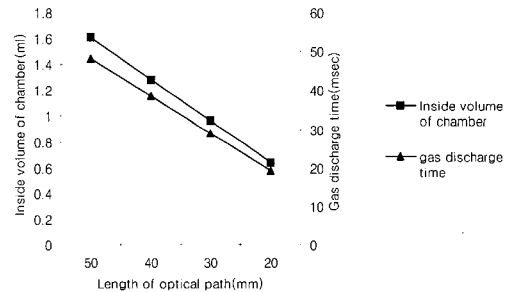 1.8
1.6
1.4
1.2
1
0.8
0.6
0.4
0.2
0
Inside volume of chamber(ml)
60
50
40
30
20
10
0
Gas discharge time(msec)
50 40 30 20
Length of optical path(mm)
Inside volume
of chamber
gas discharge
time